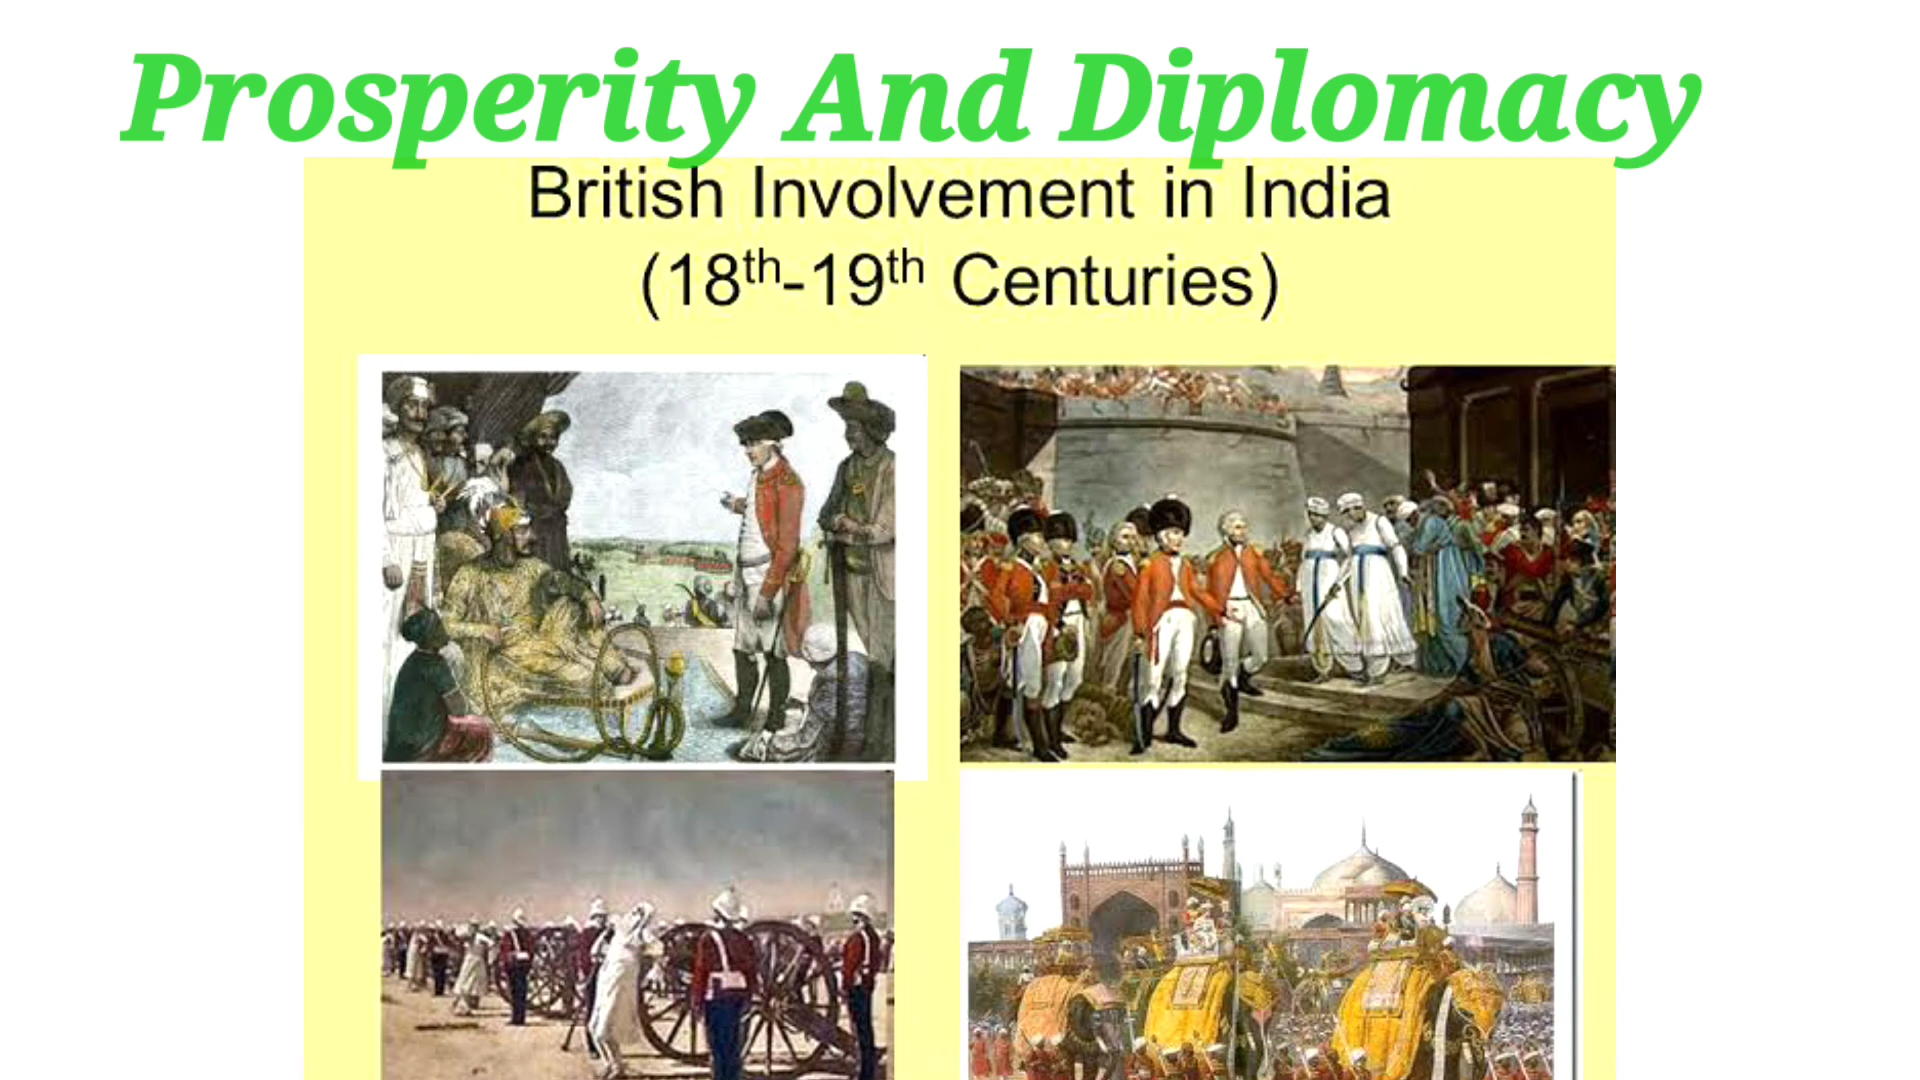 Prosperity And Diplomacy
British Involvement in India
(18th-19th Centuries)